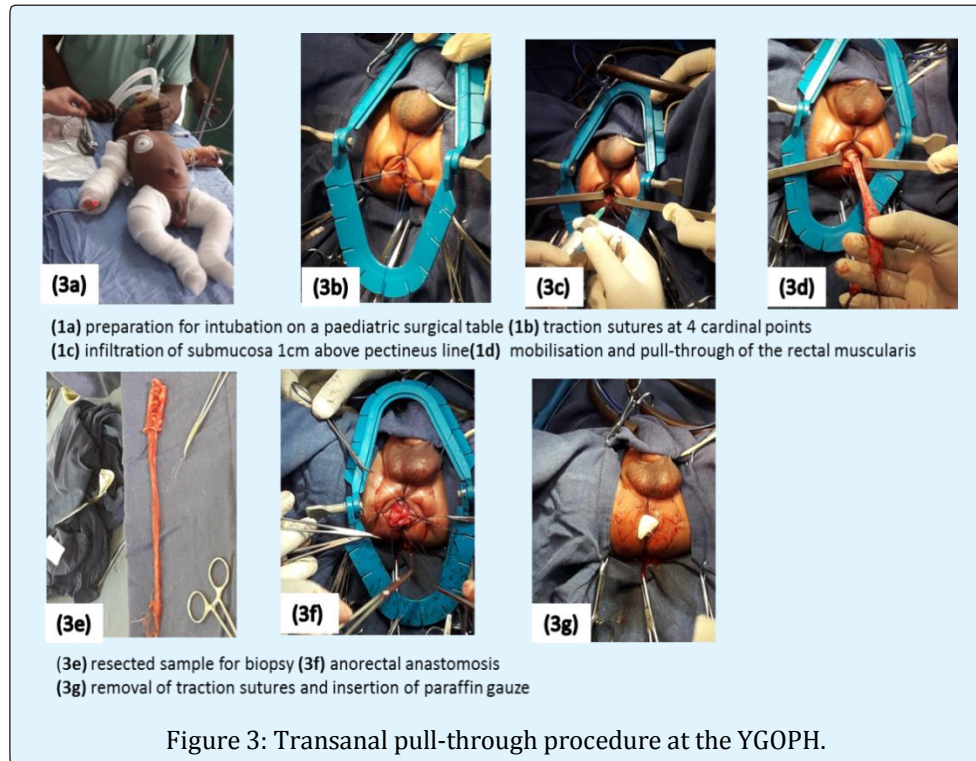 (3a)
(3b)
(3c)
(3d)
(1a) preparation for intubation on a paediatric surgical table (1b) traction sutures at 4 cardinal points
(1c) infiltration of submucosa 1cm above pectineus line(1d) mobilisation and pull-through of the rectal muscularis
(3e)
(3f)
(3g)
(3e) resected sample for biopsy (3f) anorectal anastomosis
(3g) removal of traction sutures and insertion of paraffin gauze
Figure 3: Transanal pull-through procedure at the YGOPH.